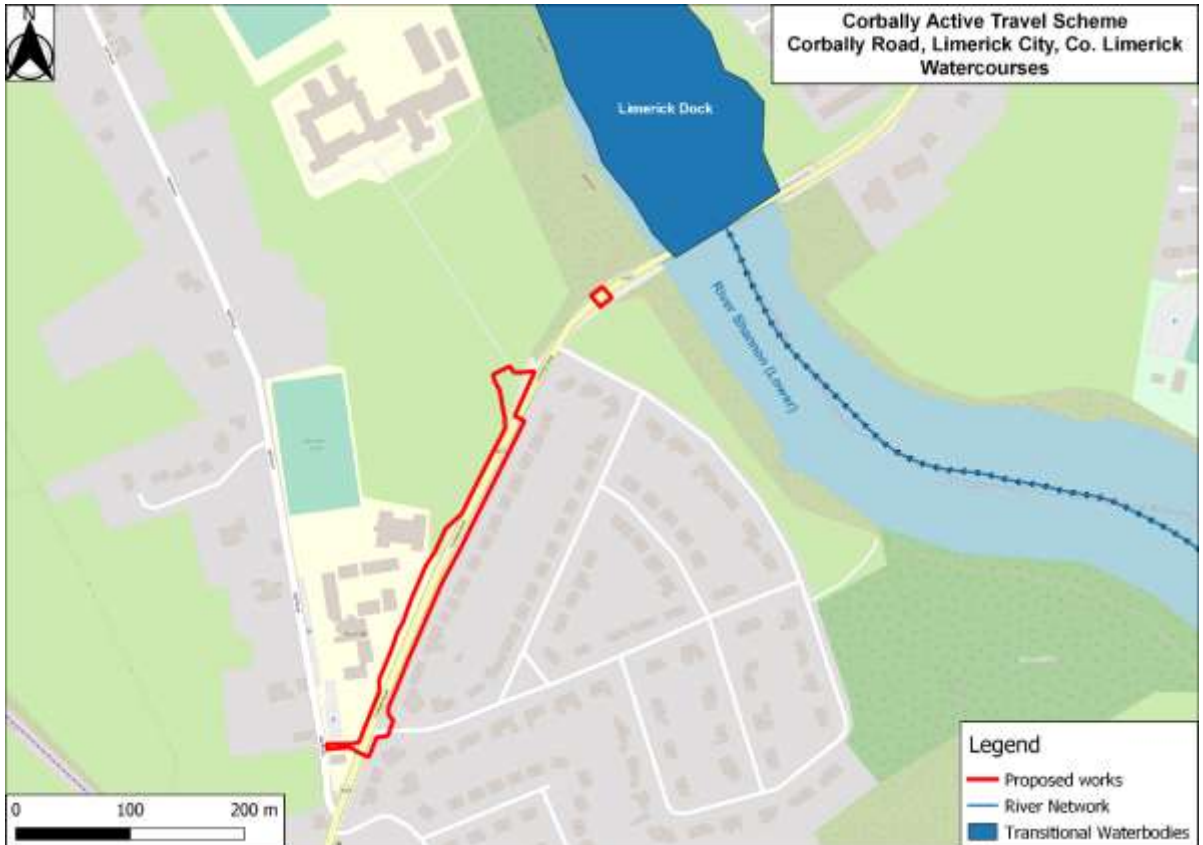 N
Corbally Active Travel Scheme
Corbally Road, Limerick City, Co. Limerick
Watercourses
Limerick Dock
River Shannon (Lower)
Legend
Proposed works
River Network
Transitional Waterbodies
0 100 200 m